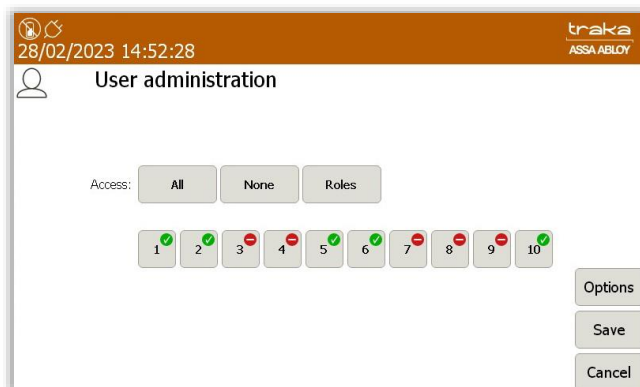 traka
28/02/2023 14:52:28
ASSA ABLOY
User administration
Access: All None Roles
1 2 3 4 5 6 7 8 9 10
Options
Save
Cancel